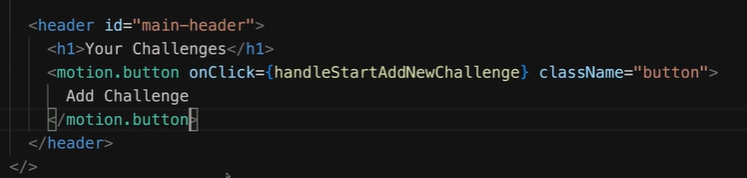 <header id="main-header">
<h1>Your Challenges</h1>
<motion.button onClick={handleStartAddNewChallenge} className="button">
Add Challenge
</motion.button>
</header>
</>